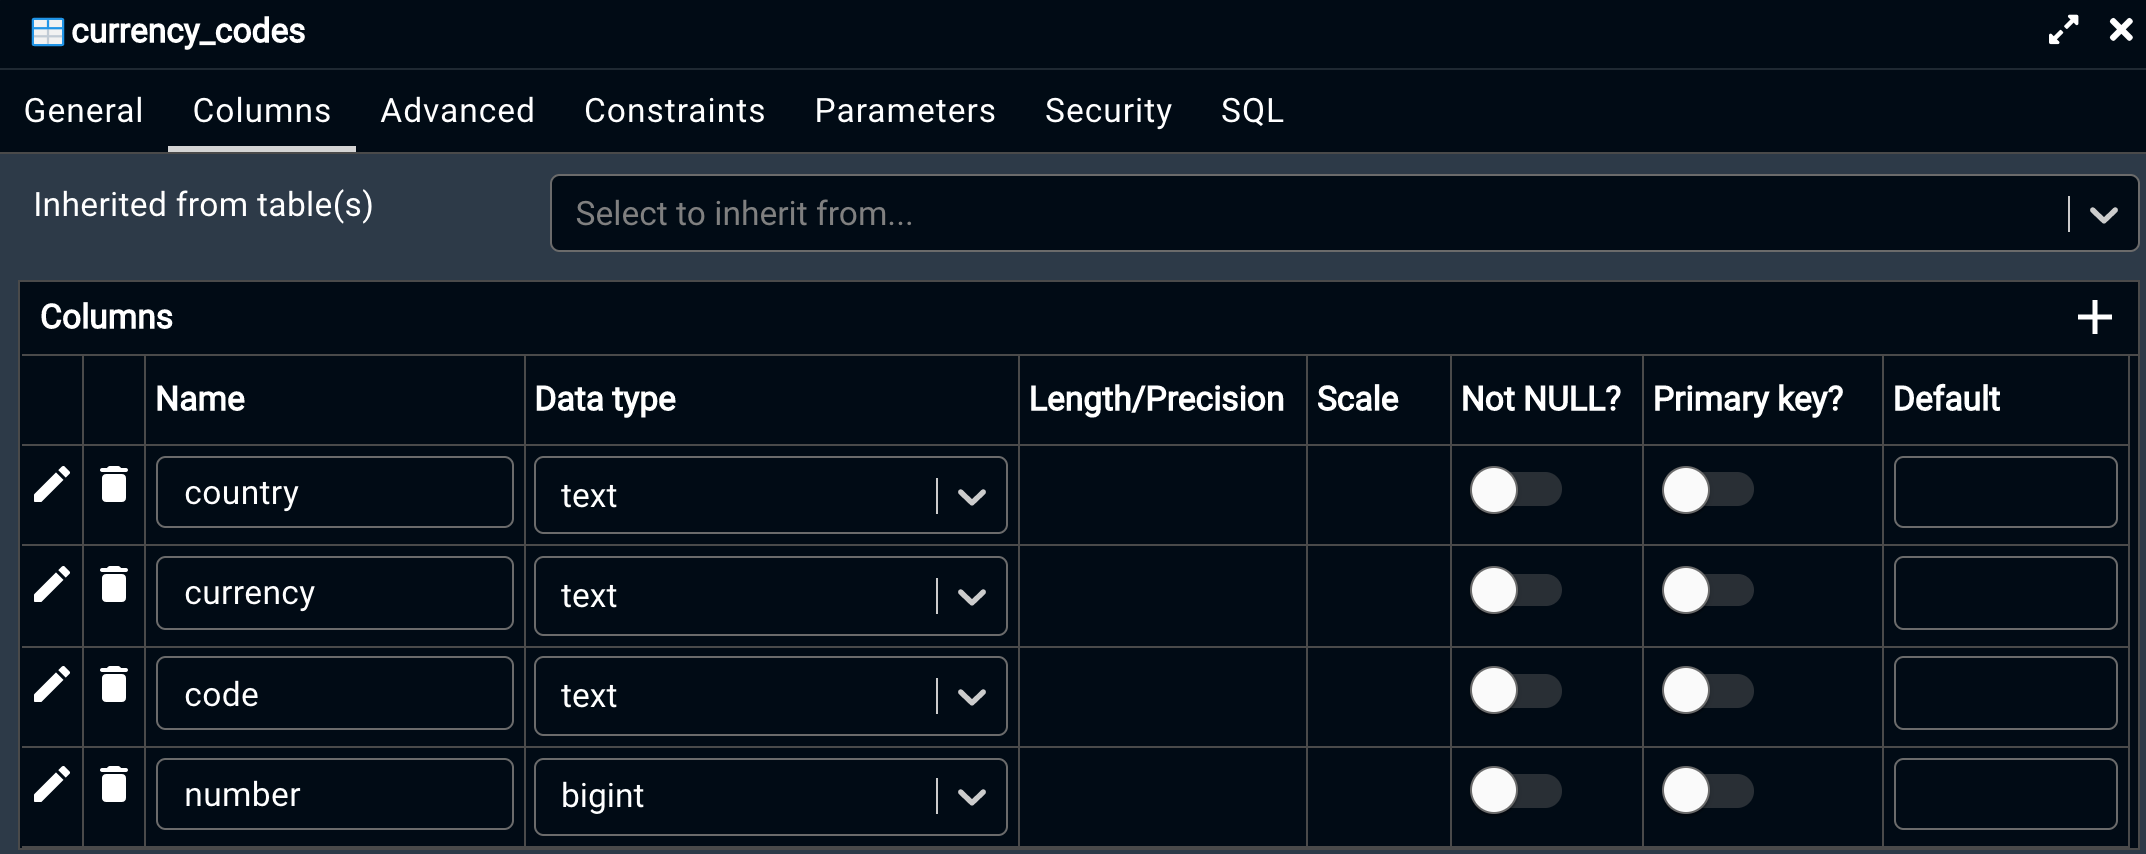 currency_codes
General Columns Advanced Constraints Parameters Security SQL
Inherited from table(s) Select to inherit from...
Columns
Name Data type Length/Precision Scale Not NULL? Primary key? Default
country text
currency text
code text
number bigint